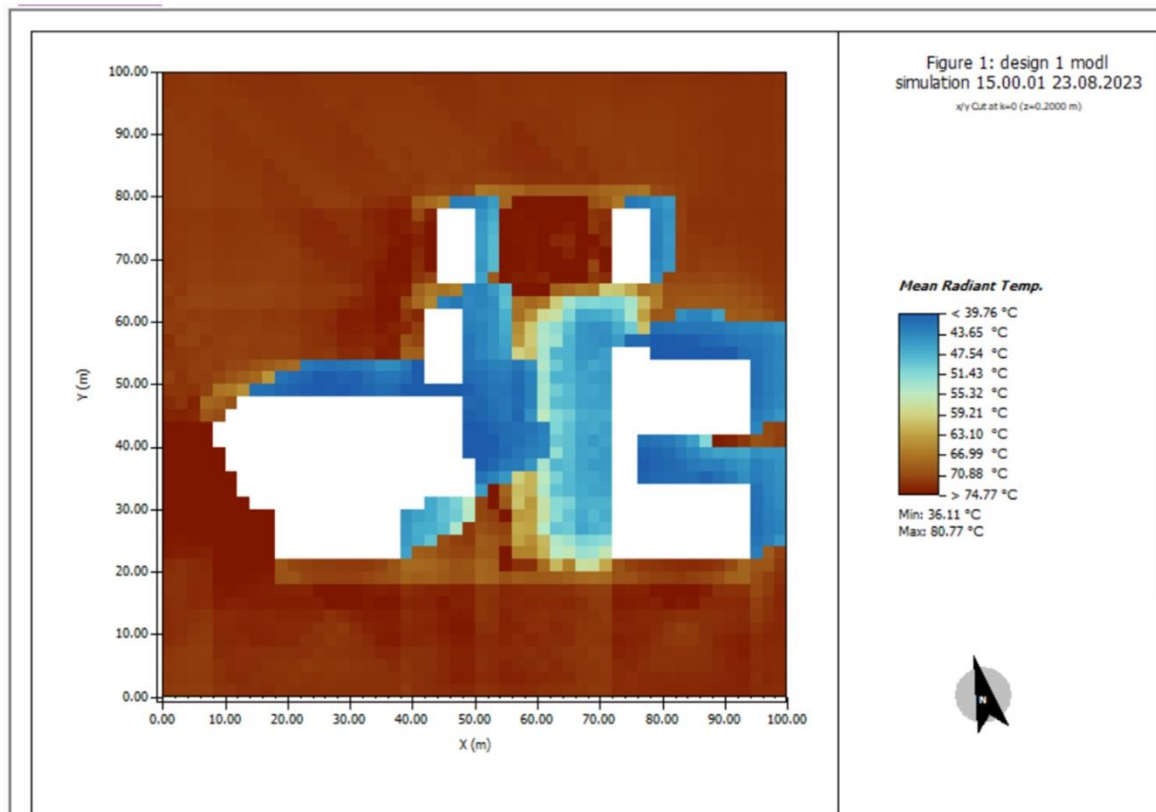 Figure 1: design 1 modl
simulation 15.00.01 23.08.2023
x/y Cut at k=0 (z=0.2000 m)
100.00
90.00
80.00
70.00
60.00
50.00
40.00
30.00
20.00
10.00
0.00
Y (m)
0.00 10.00 20.00 30.00 40.00 50.00 60.00 70.00 80.00 90.00 100.00
X (m)
Mean Radiant Temp.
< 39.76 °C
43.65 °C
47.54 °C
51.43 °C
55.32 °C
59.21 °C
63.10 °C
66.99 °C
70.88 °C
> 74.77 °C
Min: 36.11 °C
Max: 80.77 °C
N